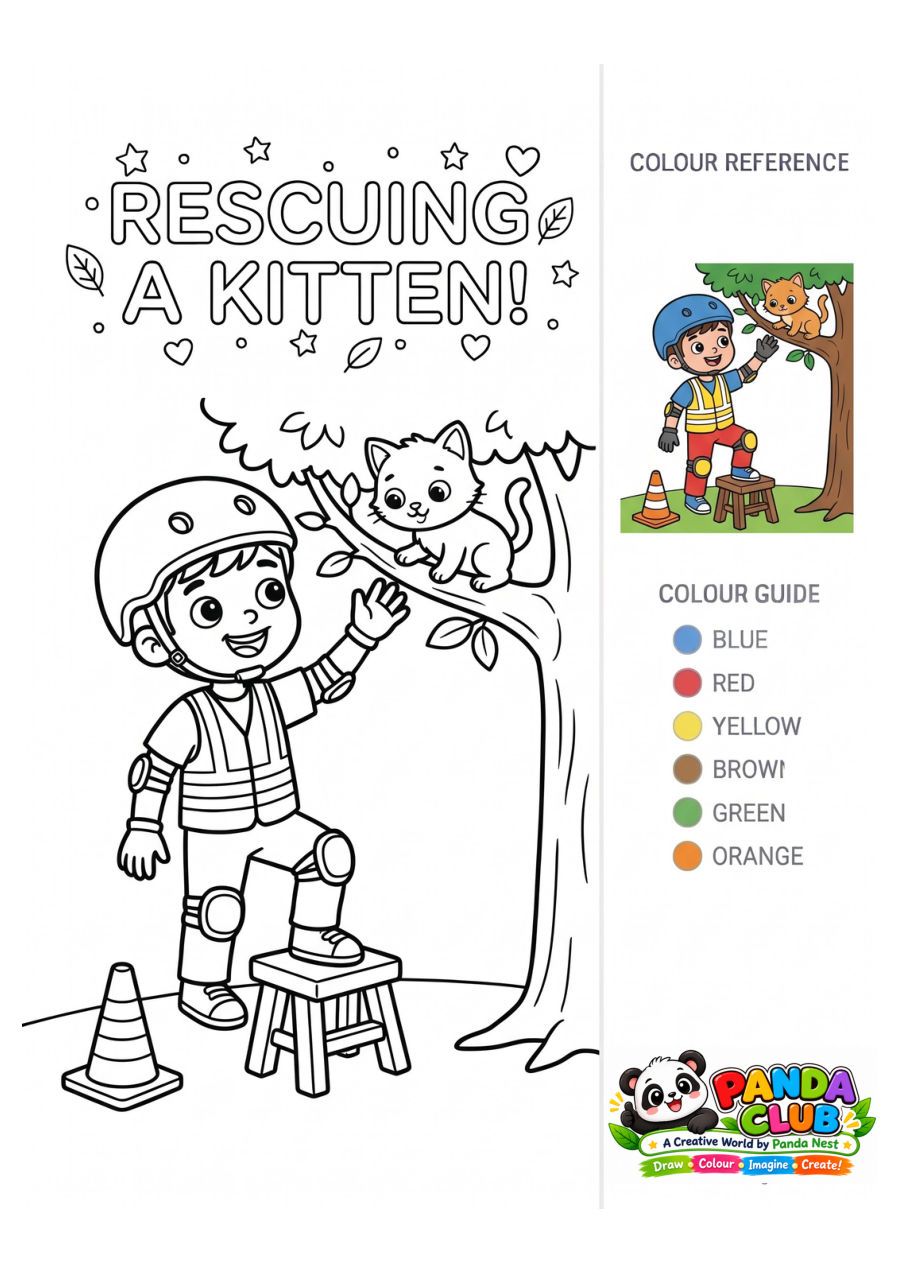 RESCUING
A KITTEN!
COLOUR REFERENCE
COLOUR GUIDE
BLUE
RED
YELLOW
BROWN
GREEN
ORANGE
PANDA
CLUB
A Creative World by Panda Nest
Draw • Colour • Imagine • Create!